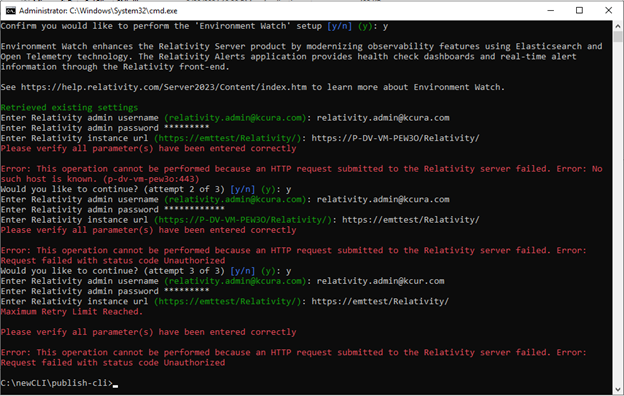 Administrator: C:\Windows\System32\cmd.exe
Confirm you would like to perform the 'Environment Watch' setup [y/n] (y): y
Environment Watch enhances the Relativity Server product by modernizing observability features using Elasticsearch and
Open Telemetry technology. The Relativity Alerts application provides health check dashboards and real-time alert
information through the Relativity front-end.
See https://help.relativity.com/Server2023/Content/index.htm to learn more about Environment Watch.
Retrieved existing settings
Enter Relativity admin username (relativity.admin@kcura.com): relativity.admin@kcura.com
Enter Relativity admin password *********
Enter Relativity instance url (https://emttest/Relativity/): https://P-DV-VM-PEW3O/Relativity/
Please verify all parameter(s) have been entered correctly
Error: This operation cannot be performed because an HTTP request submitted to the Relativity server failed. Error: No
such host is known. (p-dv-vm-pew3o:443)
Would you like to continue? (attempt 2 of 3) [y/n] (y): y
Enter Relativity admin username (relativity.admin@kcura.com): relativity.admin@kcura.com
Enter Relativity admin password ************
Enter Relativity instance url (https://P-DV-VM-PEW3O/Relativity/): https://emttest/Relativity/
Please verify all parameter(s) have been entered correctly
Error: This operation cannot be performed because an HTTP request submitted to the Relativity server failed. Error:
Request failed with status code Unauthorized
Would you like to continue? (attempt 3 of 3) [y/n] (y): y
Enter Relativity admin username (relativity.admin@kcura.com): relativity.admin@kcur.com
Enter Relativity admin password *********
Enter Relativity instance url (https://emttest/Relativity/): https://emttest/Relativity/
Maximum Retry Limit Reached.
Please verify all parameter(s) have been entered correctly
Error: This operation cannot be performed because an HTTP request submitted to the Relativity server failed. Error:
Request failed with status code Unauthorized
C:\newCLI\publish-cli>